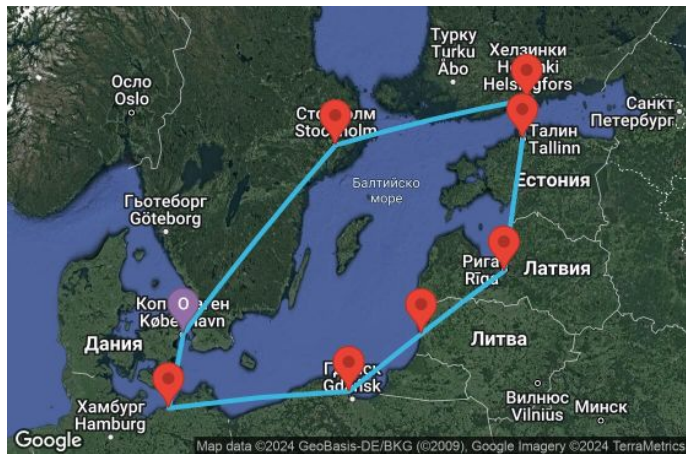 Турку
Turku
Åbo
Хелзинки
Helsingfors
Осло
Oslo
Санкт
Петербург
Stockholm
Талин
Tallinn
Балтийско
море
Естония
Гьотеборг
Göteborg
Рига
Rīga
ЛАТВИЯ
O
København
Дания
ЛИТВА
Gdańsk
Хамбург
Hamburg
Вилнюс
Vilnius
Минск
Google
Map data ©2024 GeoBasis-DE/BKG (©2009), Google Imagery ©2024 TerraMetrics